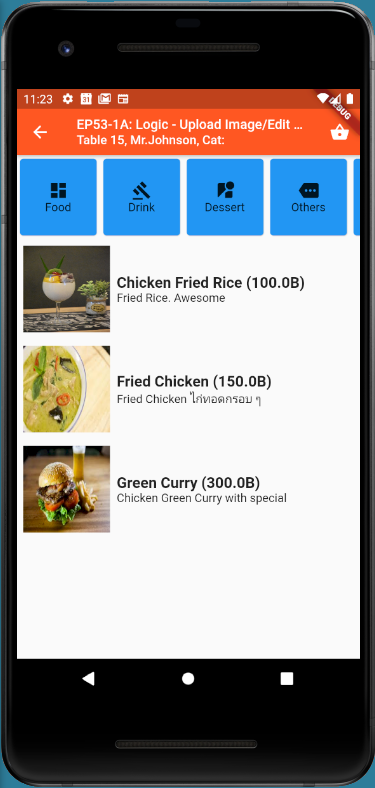 11:23
31
DEBUG
EP53-1A: Logic - Upload Image/Edit ...
Table 15, Mr.Johnson, Cat:
Food
Drink
Dessert
Others
Chicken Fried Rice (100.0B)
Fried Rice. Awesome
Fried Chicken (150.0B)
Fried Chicken ไก่ทอดกรอบ ๆ
Green Curry (300.0B)
Chicken Green Curry with special